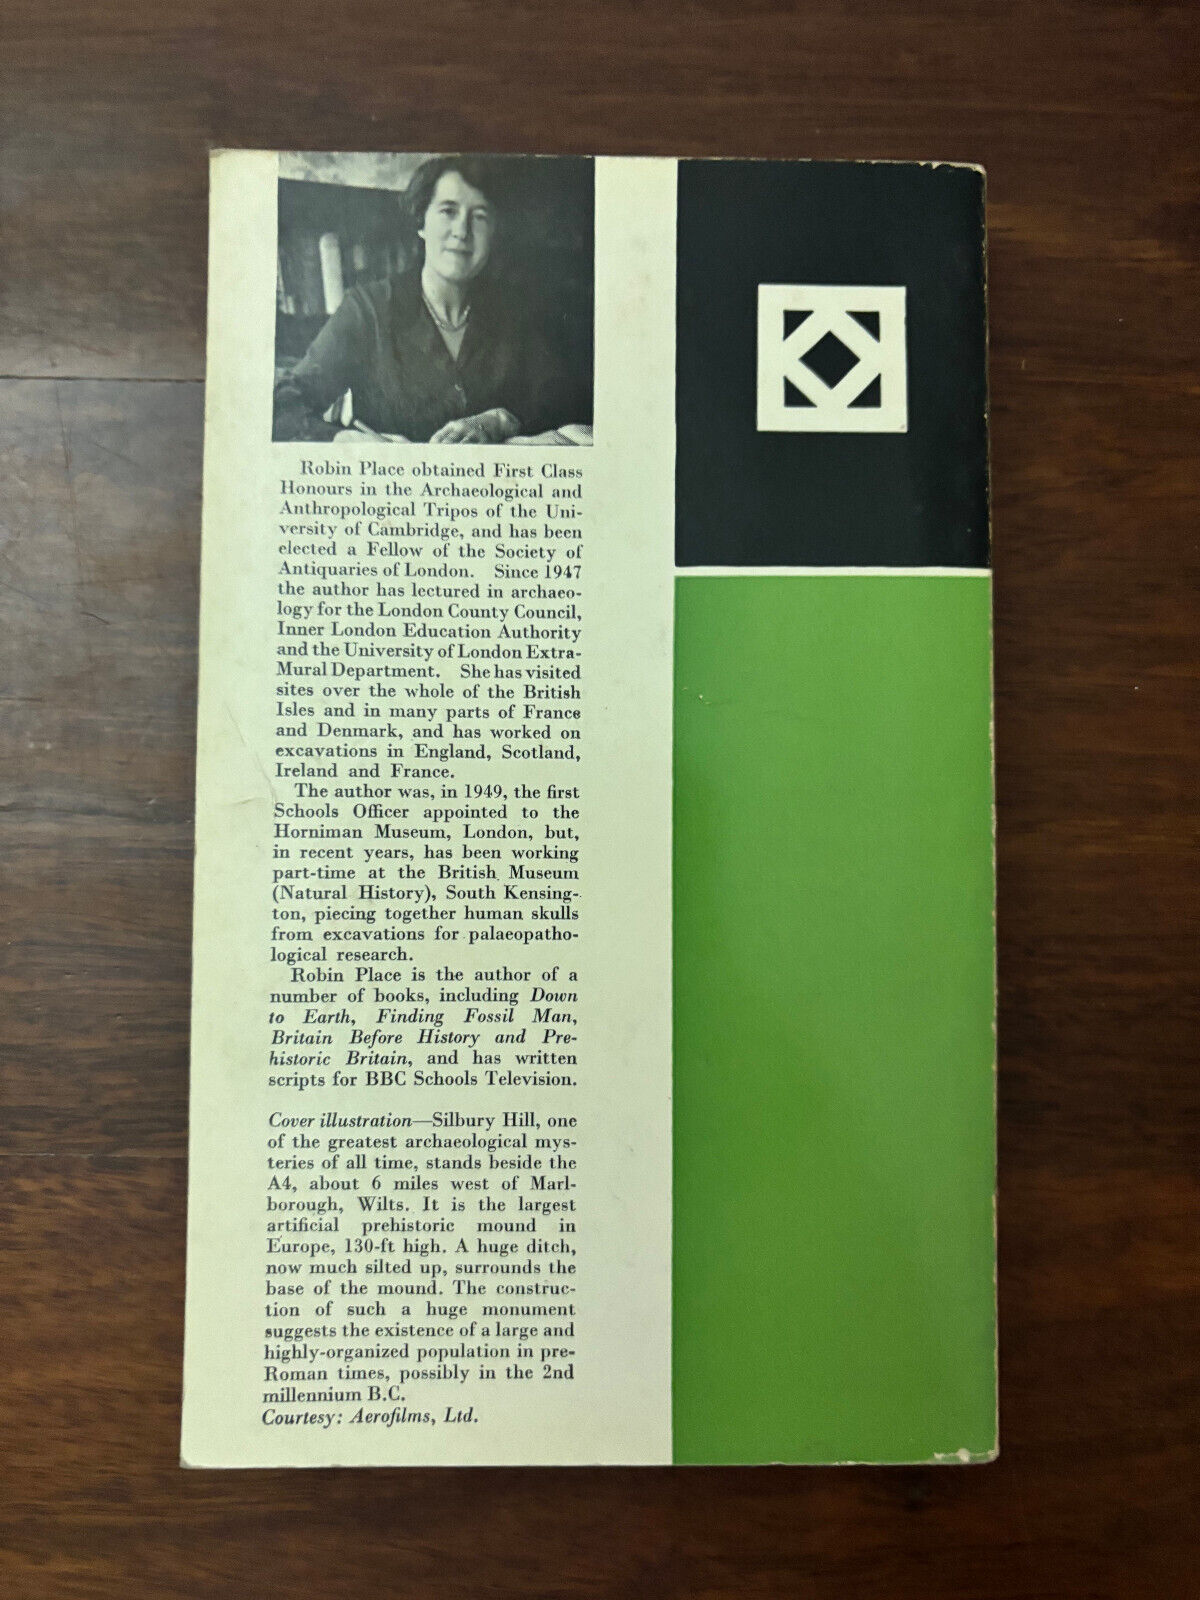 Robin Place obtained First Class
Honours in the Archaeological and
Anthropological Tripos of the Uni-
versity of Cambridge, and has been
elected a Fellow of the Society of
Antiquaries of London. Since 1947
the author has lectured in archaeo-
logy for the London County Council,
Inner London Education Authority
and the University of London Extra-
Mural Department. She has visited
sites over the whole of the British
Isles and in many parts of France
and Denmark, and has worked on
excavations in England, Scotland,
Ireland and France.
The author was, in 1949, the first
Schools Officer appointed to the
Horniman Museum, London, but,
in recent years, has been working
part-time at the British Museum
(Natural History), South Kensing-
ton, piecing together human skulls
from excavations for palaeopatho-
logical research.
Robin Place is the author of a
number of books, including Down
to Earth, Finding Fossil Man,
Britain Before History and Pre-
historic Britain, and has written
scripts for BBC Schools Television.
Cover illustration—Silbury Hill, one
of the greatest archaeological mys-
teries of all time, stands beside the
A4, about 6 miles west of Marl-
borough, Wilts. It is the largest
artificial prehistoric mound in
Europe, 130-ft high. A huge ditch,
now much silted up, surrounds the
base of the mound. The construc-
tion of such a huge monument
suggests the existence of a large and
highly-organized population in pre-
Roman times, possibly in the 2nd
millennium B.C.
Courtesy: Aerofilms, Ltd.